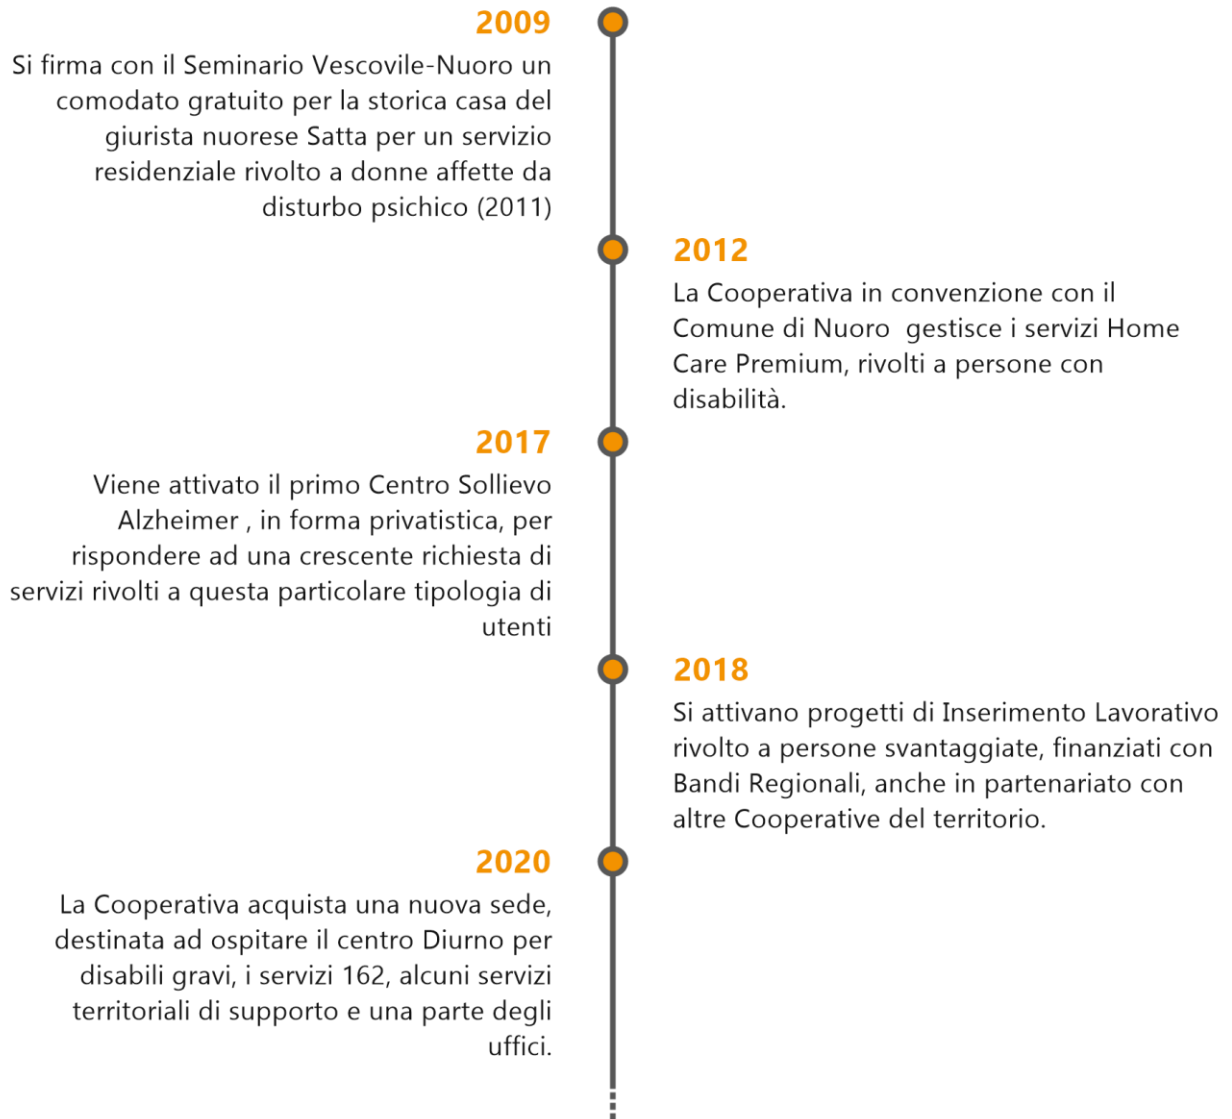 2009
Si firma con il Seminario Vescovile-Nuoro un
comodato gratuito per la storica casa del
giurista nuorese Satta per un servizio
residenziale rivolto a donne affette da
disturbo psichico (2011)
2012
La Cooperativa in convenzione con il
Comune di Nuoro  gestisce i servizi Home
Care Premium, rivolti a persone con
disabilità.
2017
Viene attivato il primo Centro Sollievo
Alzheimer , in forma privatistica, per
rispondere ad una crescente richiesta di
servizi rivolti a questa particolare tipologia di
utenti
2018
Si attivano progetti di Inserimento Lavorativo
rivolto a persone svantaggiate, finanziati con
Bandi Regionali, anche in partenariato con
altre Cooperative del territorio.
2020
La Cooperativa acquista una nuova sede,
destinata ad ospitare il centro Diurno per
disabili gravi, i servizi 162, alcuni servizi
territoriali di supporto e una parte degli
uffici.